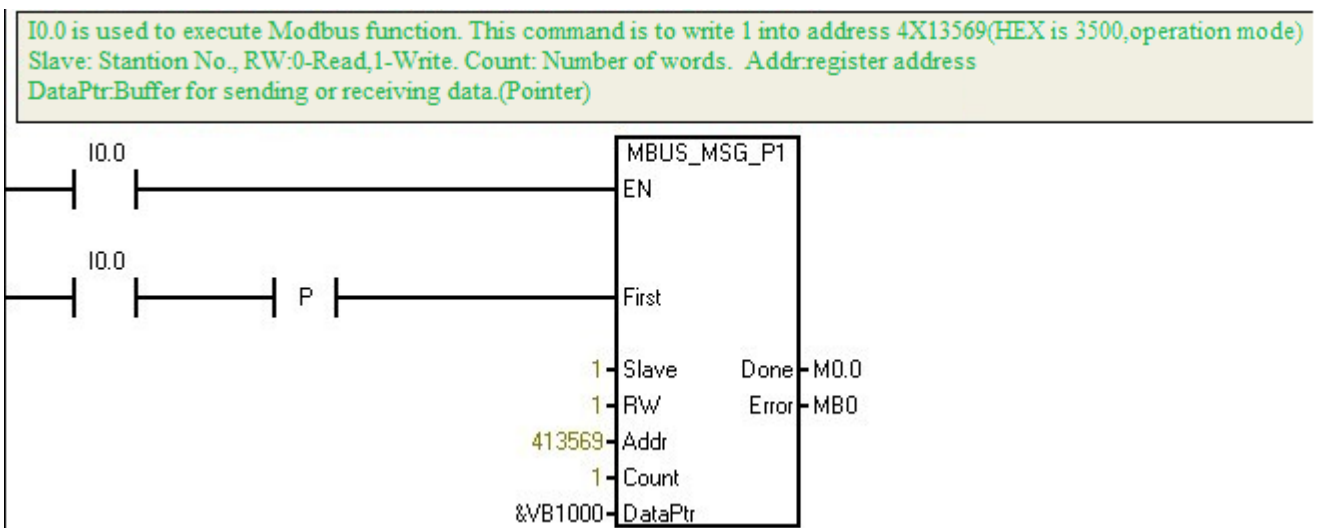 I0.0 is used to execute Modbus function. This command is to write 1 into address 4X13569(HEX is 3500,operation mode)
Slave: Stantion No., RW:0-Read,1-Write. Count: Number of words.  Addr:register address
DataPtr:Buffer for sending or receiving data.(Pointer)
I0.0
MBUS_MSG_P1
EN
I0.0
P
First
1 Slave Done M0.0
1 RW Error MB0
413569 Addr
1 Count
&VB1000 DataPtr